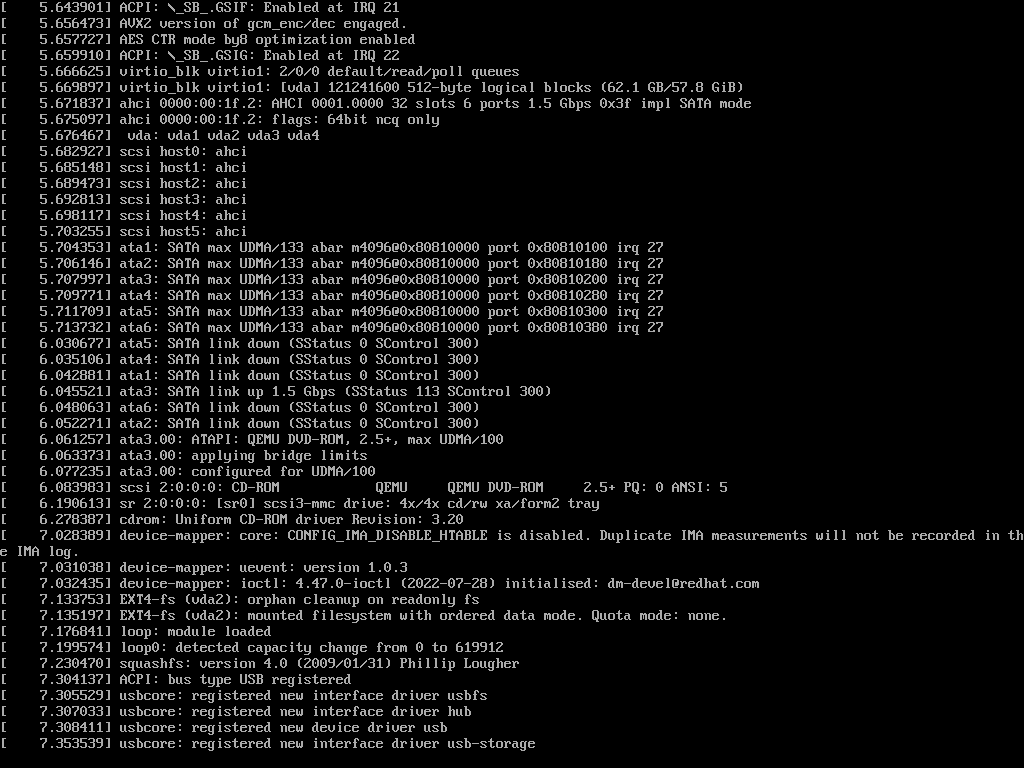 [    5.643901] ACPI: \_SB_.GSIF: Enabled at IRQ 21
[    5.656473] AVX2 version of gcm_enc/dec engaged.
[    5.657727] AES CTR mode by8 optimization enabled
[    5.659910] ACPI: \_SB_.GSIG: Enabled at IRQ 22
[    5.666625] virtio_blk virtio1: 2/0/0 default/read/poll queues
[    5.669897] virtio_blk virtio1: [vda] 121241600 512-byte logical blocks (62.1 GB/57.8 GiB)
[    5.671837] ahci 0000:00:1f.2: AHCI 0001.0000 32 slots 6 ports 1.5 Gbps 0x3f impl SATA mode
[    5.675097] ahci 0000:00:1f.2: flags: 64bit ncq only
[    5.676467]  vda: vda1 vda2 vda3 vda4
[    5.682927] scsi host0: ahci
[    5.685148] scsi host1: ahci
[    5.689473] scsi host2: ahci
[    5.692813] scsi host3: ahci
[    5.698117] scsi host4: ahci
[    5.703255] scsi host5: ahci
[    5.704353] ata1: SATA max UDMA/133 abar m4096@0x80810000 port 0x80810100 irq 27
[    5.706146] ata2: SATA max UDMA/133 abar m4096@0x80810000 port 0x80810180 irq 27
[    5.707997] ata3: SATA max UDMA/133 abar m4096@0x80810000 port 0x80810200 irq 27
[    5.709771] ata4: SATA max UDMA/133 abar m4096@0x80810000 port 0x80810280 irq 27
[    5.711709] ata5: SATA max UDMA/133 abar m4096@0x80810000 port 0x80810300 irq 27
[    5.713732] ata6: SATA max UDMA/133 abar m4096@0x80810000 port 0x80810380 irq 27
[    6.030677] ata5: SATA link down (SStatus 0 SControl 300)
[    6.035106] ata4: SATA link down (SStatus 0 SControl 300)
[    6.042881] ata1: SATA link down (SStatus 0 SControl 300)
[    6.045521] ata3: SATA link up 1.5 Gbps (SStatus 113 SControl 300)
[    6.048063] ata6: SATA link down (SStatus 0 SControl 300)
[    6.052271] ata2: SATA link down (SStatus 0 SControl 300)
[    6.061257] ata3.00: ATAPI: QEMU DVD-ROM, 2.5+, max UDMA/100
[    6.063373] ata3.00: applying bridge limits
[    6.077235] ata3.00: configured for UDMA/100
[    6.083983] scsi 2:0:0:0: CD-ROM            QEMU     QEMU DVD-ROM     2.5+ PQ: 0 ANSI: 5
[    6.190613] sr 2:0:0:0: [sr0] scsi3-mmc drive: 4x/4x cd/rw xa/form2 tray
[    6.278387] cdrom: Uniform CD-ROM driver Revision: 3.20
[    7.028389] device-mapper: core: CONFIG_IMA_DISABLE_HTABLE is disabled. Duplicate IMA measurements will not be recorded in th
e IMA log.
[    7.031038] device-mapper: uevent: version 1.0.3
[    7.032435] device-mapper: ioctl: 4.47.0-ioctl (2022-07-28) initialised: dm-devel@redhat.com
[    7.133753] EXT4-fs (vda2): orphan cleanup on readonly fs
[    7.135197] EXT4-fs (vda2): mounted filesystem with ordered data mode. Quota mode: none.
[    7.176841] loop: module loaded
[    7.199574] loop0: detected capacity change from 0 to 619912
[    7.230470] squashfs: version 4.0 (2009/01/31) Phillip Lougher
[    7.304137] ACPI: bus type USB registered
[    7.305529] usbcore: registered new interface driver usbfs
[    7.307033] usbcore: registered new interface driver hub
[    7.308411] usbcore: registered new device driver usb
[    7.353539] usbcore: registered new interface driver usb-storage